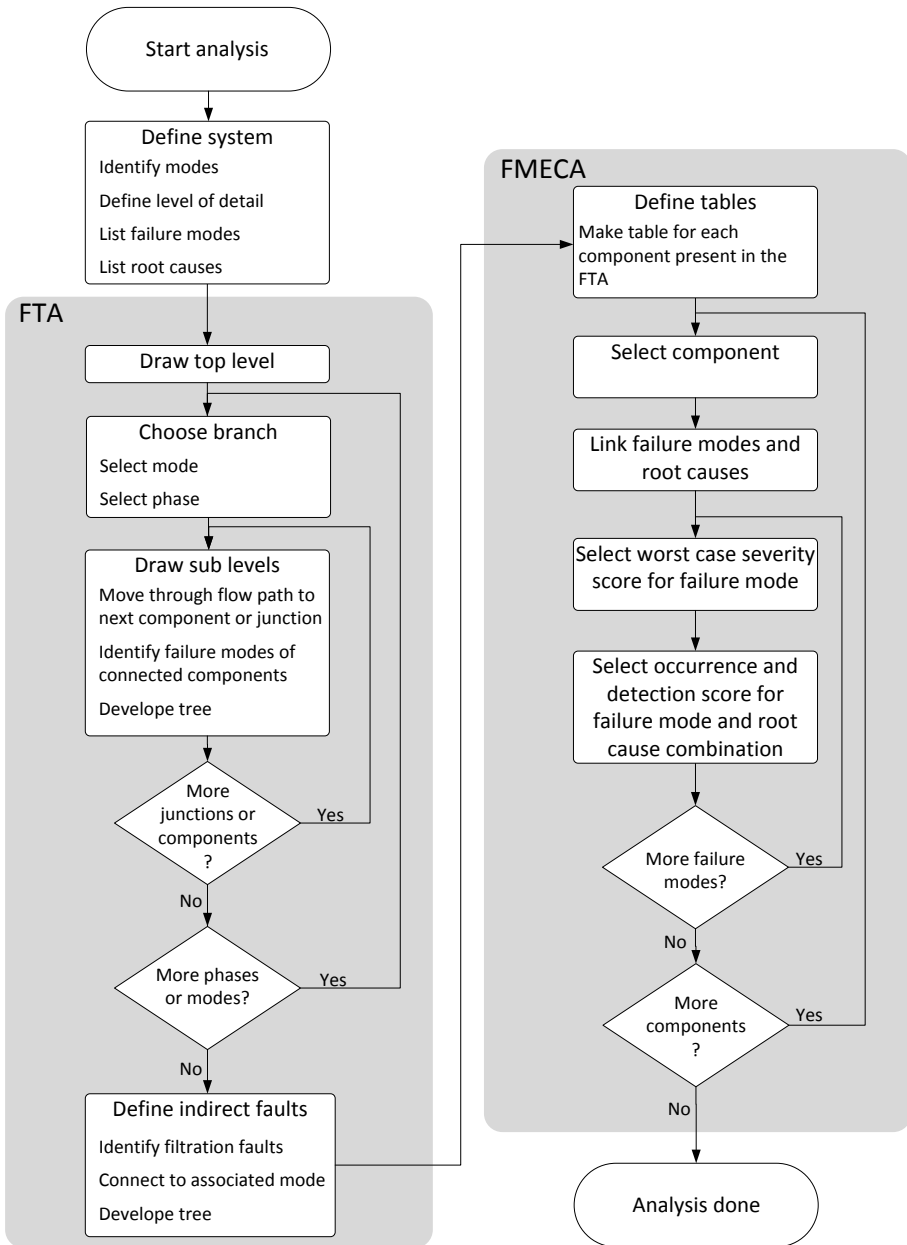 Start analysis
Define system
Identify modes
Define level of detail
List failure modes
List root causes
FTA
Draw top level
Choose branch
Select mode
Select phase
Draw sub levels
Move through flow path to
next component or junction
Identify failure modes of
connected components
Develope tree
More
junctions or
components
?
Yes
No
More phases
or modes?
Yes
No
Define indirect faults
Identify filtration faults
Connect to associated mode
Develope tree
FMECA
Define tables
Make table for each
component present in the
FTA
Select component
Link failure modes and
root causes
Select worst case severity
score for failure mode
Select occurrence and
detection score for
failure mode and root
cause combination
More failure
modes?
Yes
No
More
components
?
Yes
No
Analysis done